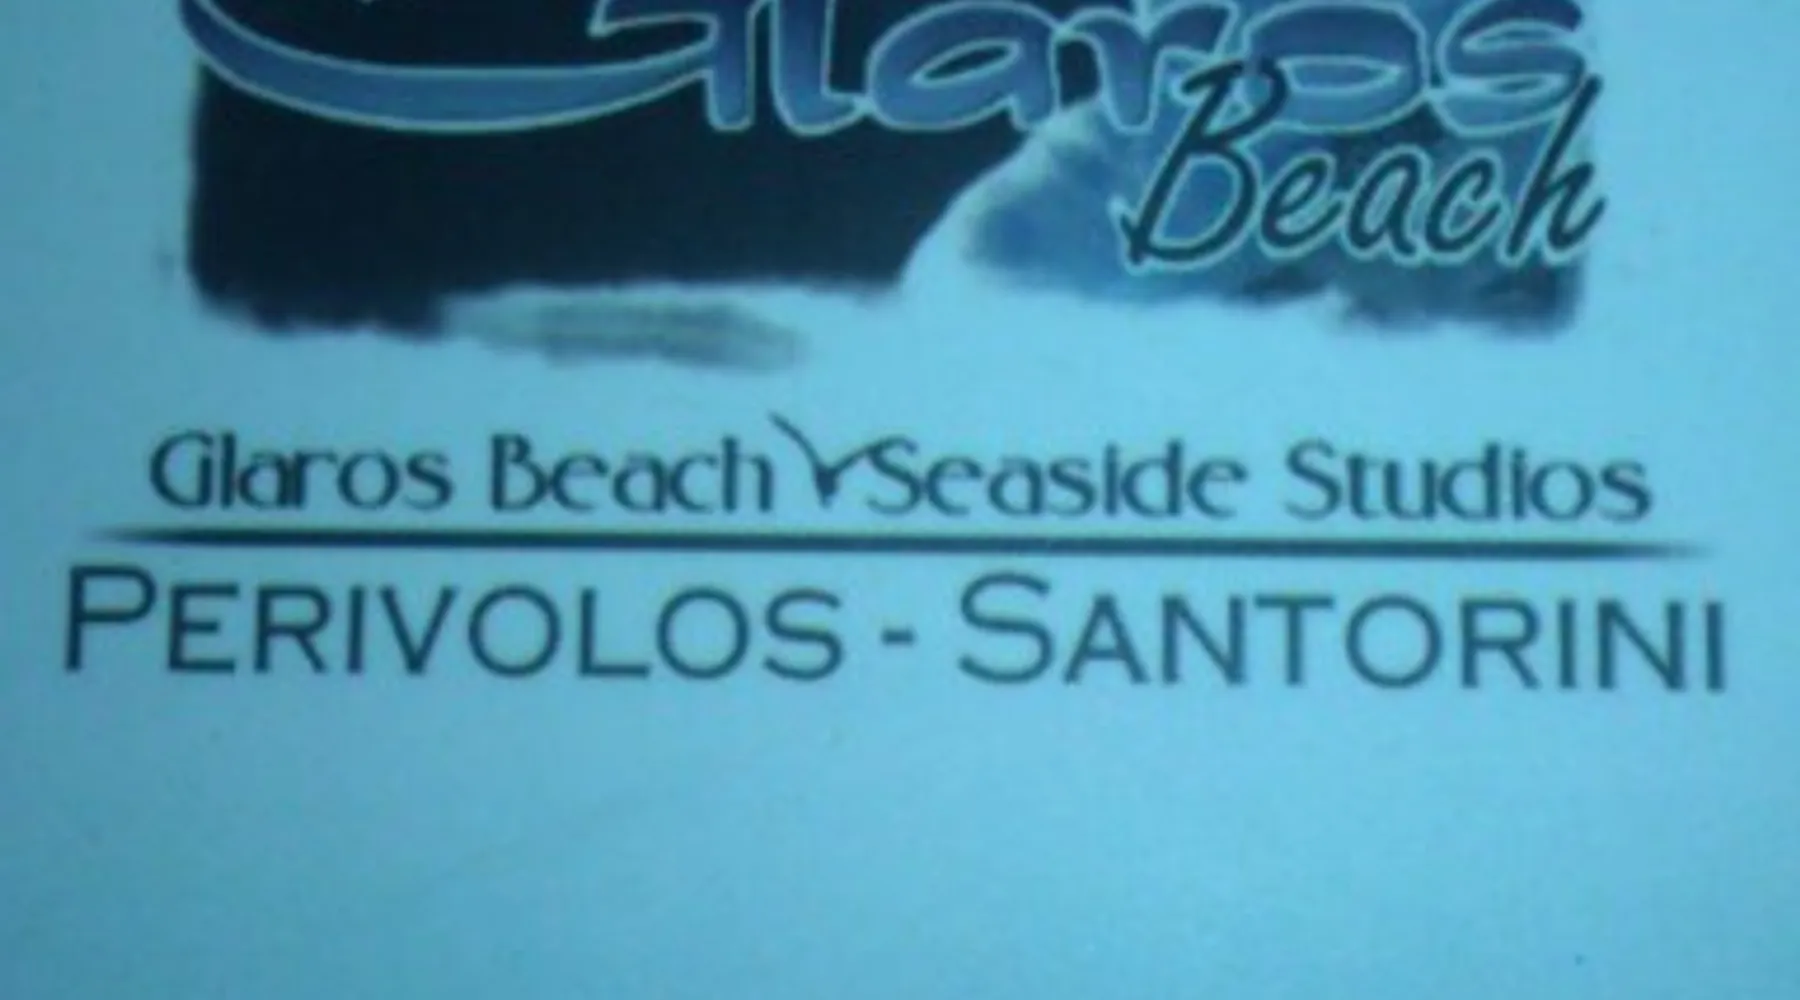 Glaros
Beach
Glaros Beach Seaside Studios
PERIVOLOS - SANTORINI